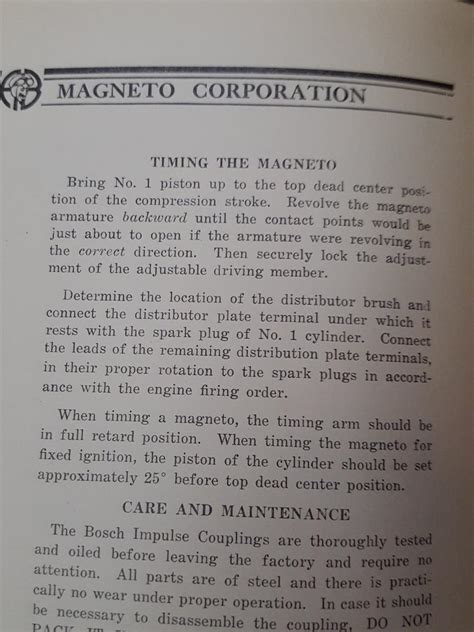 MAGNETO CORPORATION
TIMING THE MAGNETO
Bring No. 1 piston up to the top dead center posi-
tion of the compression stroke. Revolve the magneto
armature backward until the contact points would be
just about to open if the armature were revolving in
the correct direction. Then securely lock the adjust-
ment of the adjustable driving member.
Determine the location of the distributor brush and
connect the distributor plate terminal under which it
rests with the spark plug of No. 1 cylinder. Connect
the leads of the remaining distribution plate terminals,
in their proper rotation to the spark plugs in accord-
ance with the engine firing order.
When timing a magneto, the timing arm should be
in full retard position. When timing the magneto for
fixed ignition, the piston of the cylinder should be set
approximately 25° before top dead center position.
CARE AND MAINTENANCE
The Bosch Impulse Couplings are thoroughly tested
and oiled before leaving the factory and require no
attention. All parts are of steel and there is practi-
cally no wear under proper operation. In case it should
be necessary to disassemble the coupling, DO NOT
PACK IT